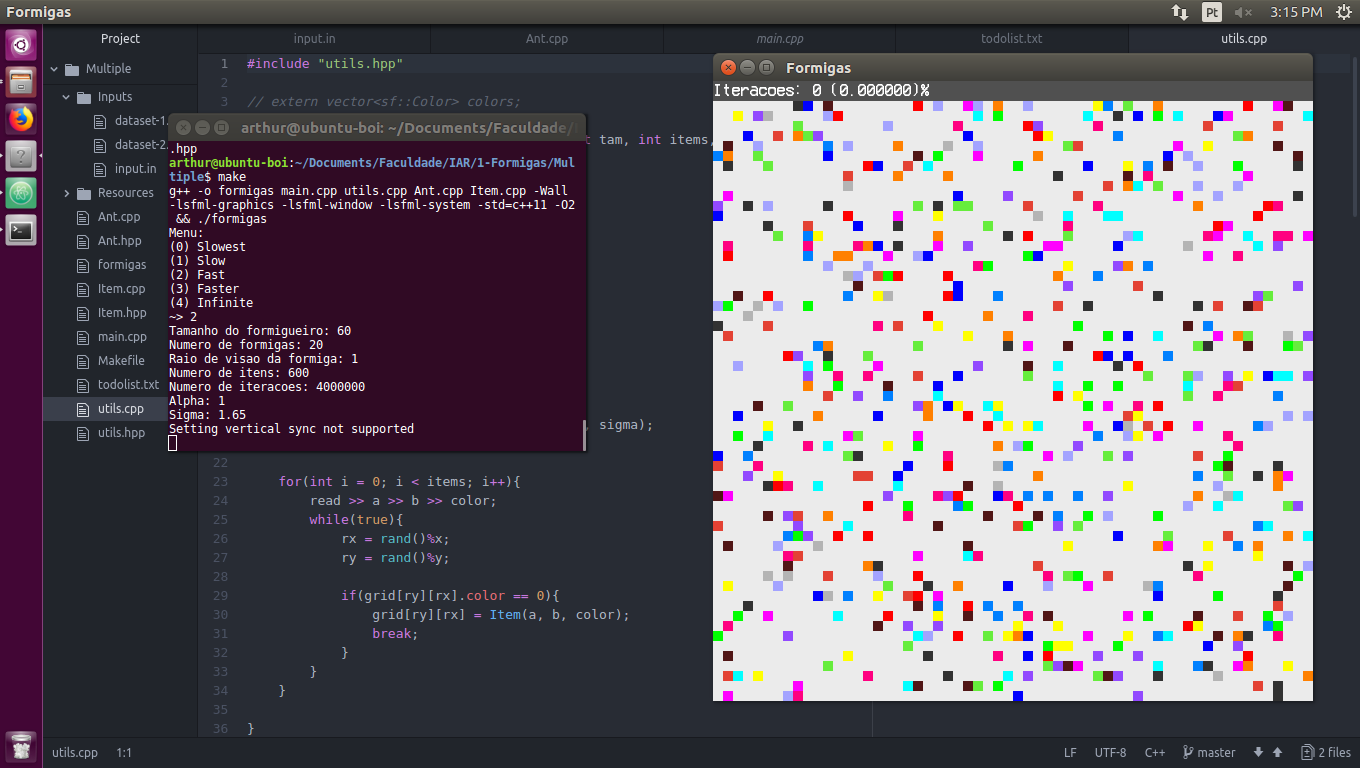 Formigas
Pt
3:15 PM
Project
input.in
Ant.cpp
main.cpp
todolist.txt
utils.cpp
Multiple
Inputs
dataset-1.
dataset-2.
input.in
Resources
Ant.cpp
Ant.hpp
formigas
Item.cpp
Item.hpp
main.cpp
Makefile
todolist.txt
utils.cpp
utils.hpp
1 #include "utils.hpp"
2
3 // extern vector<sf::Color> colors;
t tam, int items,
, sigma);
22
23 for(int i = 0; i < items; i++){
24 read >> a >> b >> color;
25 while(true){
26 rx = rand()%x;
27 ry = rand()%y;
28
29 if(grid[ry][rx].color == 0){
30 grid[ry][rx] = Item(a, b, color);
31 break;
32 }
33 }
34 }
35
36 }
arthur@ubuntu-boi: ~/Documents/Faculdade/
.hpp
arthur@ubuntu-boi:~/Documents/Faculdade/IAR/1-Formigas/Mul
tiple$ make
g++ -o formigas main.cpp utils.cpp Ant.cpp Item.cpp -Wall
-lsfml-graphics -lsfml-window -lsfml-system -std=c++11 -O2
&& ./formigas
Menu:
(0) Slowest
(1) Slow
(2) Fast
(3) Faster
(4) Infinite
~> 2
Tamanho do formigueiro: 60
Numero de formigas: 20
Raio de visao da formiga: 1
Numero de itens: 600
Numero de iteracoes: 4000000
Alpha: 1
Sigma: 1.65
Setting vertical sync not supported
Formigas
Iteracoes: 0 (0.000000)%
utils.cpp 1:1
LF
UTF-8
C++
master
2 files